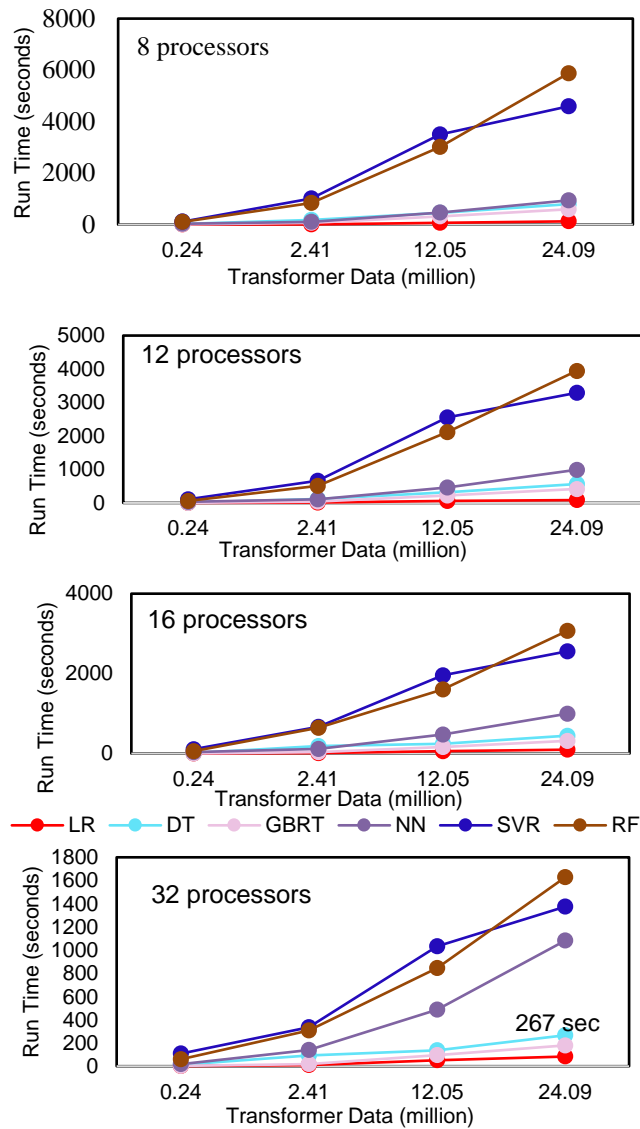 8000
6000
4000
2000
0
Run Time (seconds)
8 processors
0.24 2.41 12.05 24.09
Transformer Data (million)
5000
4000
3000
2000
1000
0
Run Time (seconds)
12 processors
0.24 2.41 12.05 24.09
Transformer Data (million)
4000
2000
0
Run Time (seconds)
16 processors
0.24 2.41 12.05 24.09
Transformer Data (million)
LR DT GBRT NN SVR RF
1800
1600
1400
1200
1000
800
600
400
200
0
Run Time (seconds)
32 processors
267 sec
0.24 2.41 12.05 24.09
Transformer Data (million)